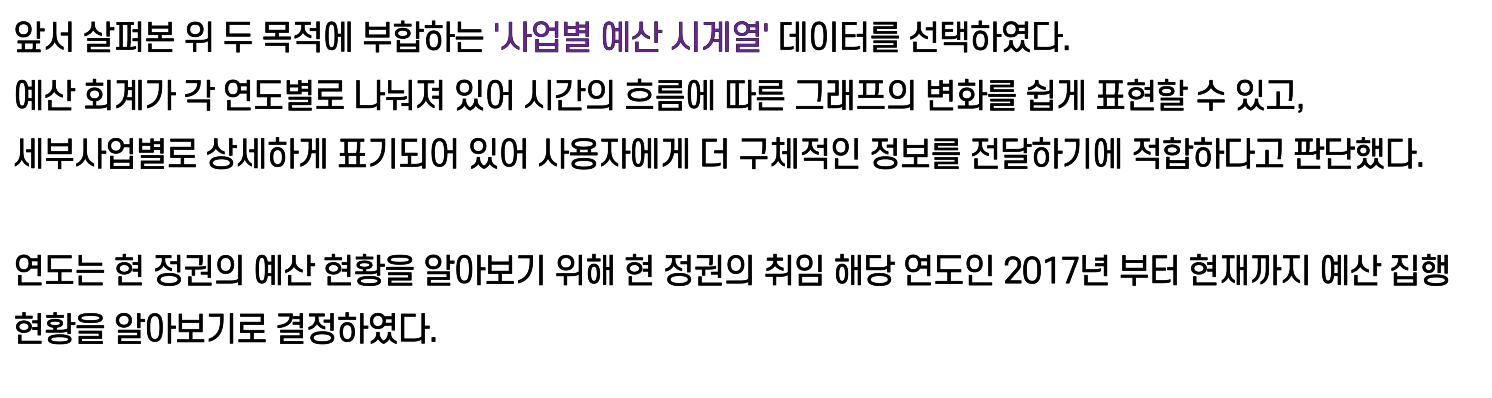 앞서 살펴본 위 두 목적에 부합하는 '사업별 예산 시계열' 데이터를 선택하였다.
예산 회계가 각 연도별로 나눠져 있어 시간의 흐름에 따른 그래프의 변화를 쉽게 표현할 수 있고,
세부사업별로 상세하게 표기되어 있어 사용자에게 더 구체적인 정보를 전달하기에 적합하다고 판단했다.
연도는 현 정권의 예산 현황을 알아보기 위해 현 정권의 취임 해당 연도인 2017년 부터 현재까지 예산 집행
현황을 알아보기로 결정하였다.